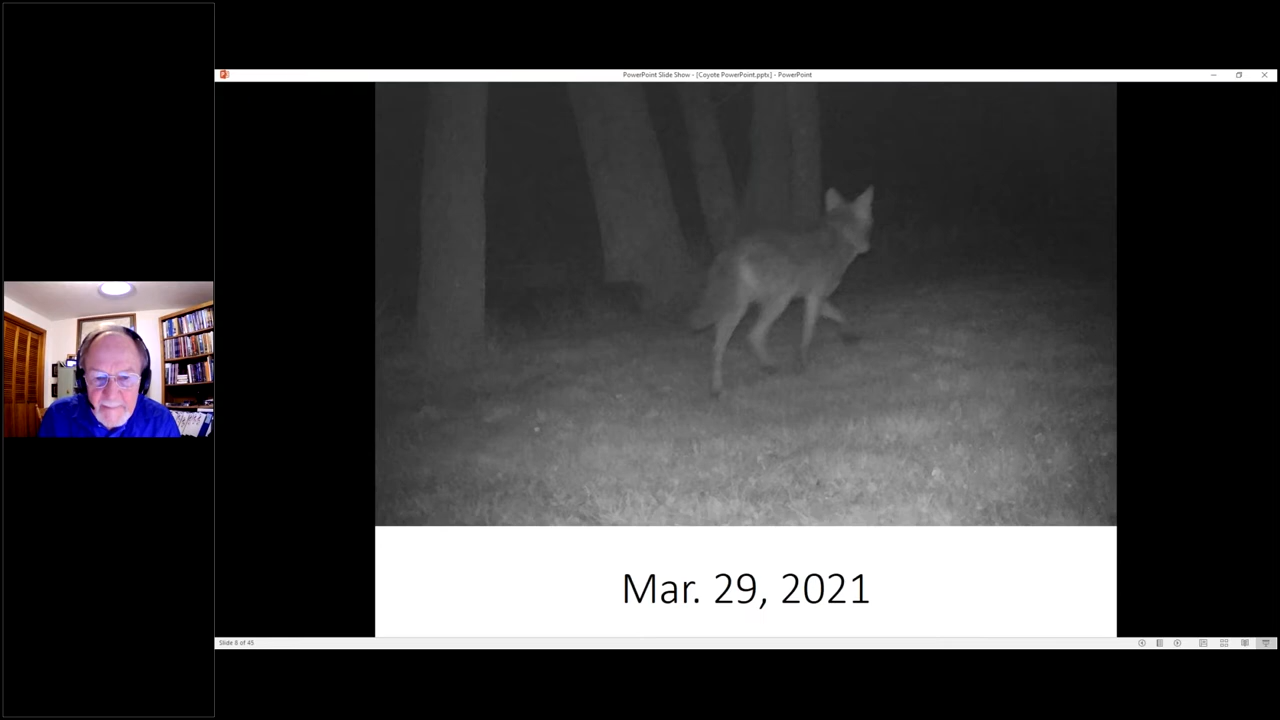 PowerPoint Slide Show - [Coyote PowerPoint.pptx] - PowerPoint
Mar. 29, 2021
Slide 8 of 45